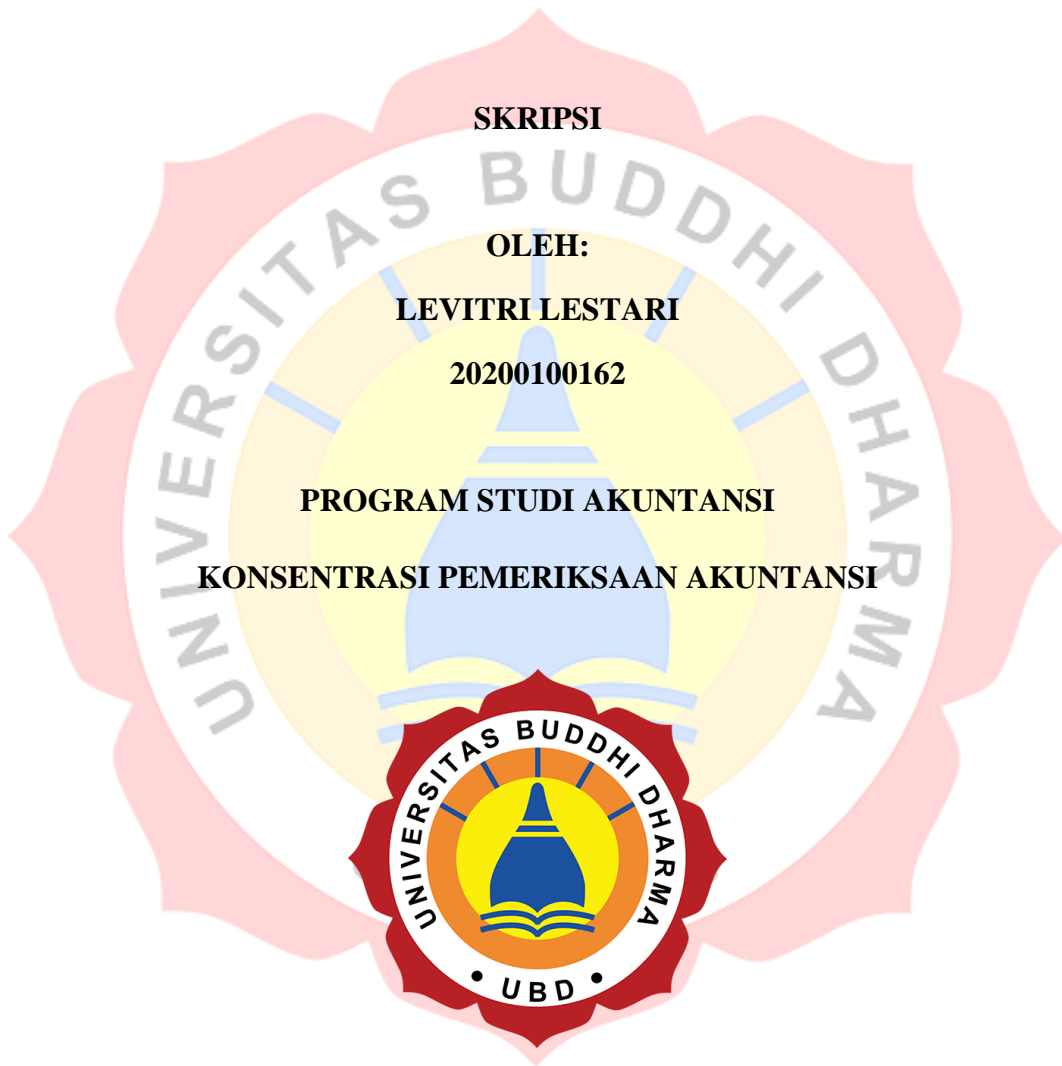 SKRIPSI
OLEH:
LEVITRI LESTARI
20200100162
PROGRAM STUDI AKUNTANSI
KONSENTRASI PEMERIKSAAN AKUNTANSI
UNIVERSITAS BUDDHI DHARMA
UNIVERSITAS BUDDHI DHARMA
• UBD •